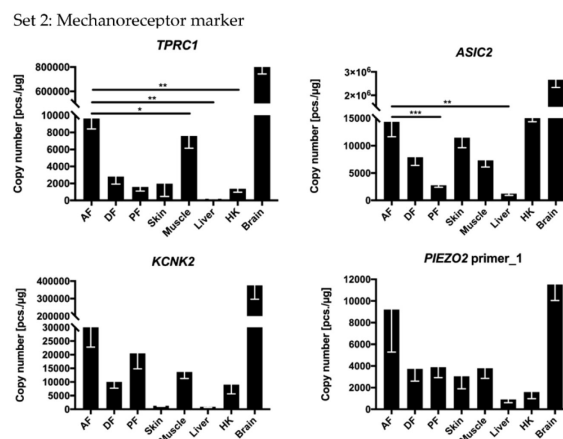 Set 2: Mechanoreceptor marker
TPRC1
Copy number [pcs./µg]
800000
600000
10000
8000
6000
4000
2000
0
**
**
*
AF
DF
PF
Skin
Muscle
Liver
HK
Brain
ASIC2
Copy number [pcs./µg]
3×10⁶
2×10⁶
15000
10000
5000
0
**
***
AF
DF
PF
Skin
Muscle
Liver
HK
Brain
KCNK2
Copy number [pcs./µg]
400000
300000
200000
100000
30000
25000
20000
15000
10000
5000
0
AF
DF
PF
Skin
Muscle
Liver
HK
Brain
PIEZO2 primer_1
Copy number [pcs./µg]
12000
10000
8000
6000
4000
2000
0
AF
DF
PF
Skin
Muscle
Liver
HK
Brain